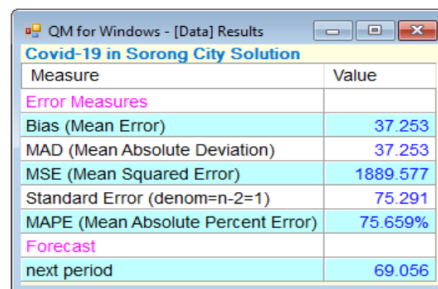 QM for Windows - [Data] Results
Covid-19 in Sorong City Solution
Measure Value
Error Measures
Bias (Mean Error) 37.253
MAD (Mean Absolute Deviation) 37.253
MSE (Mean Squared Error) 1889.577
Standard Error (denom=n-2=1) 75.291
MAPE (Mean Absolute Percent Error) 75.659%
Forecast
next period 69.056